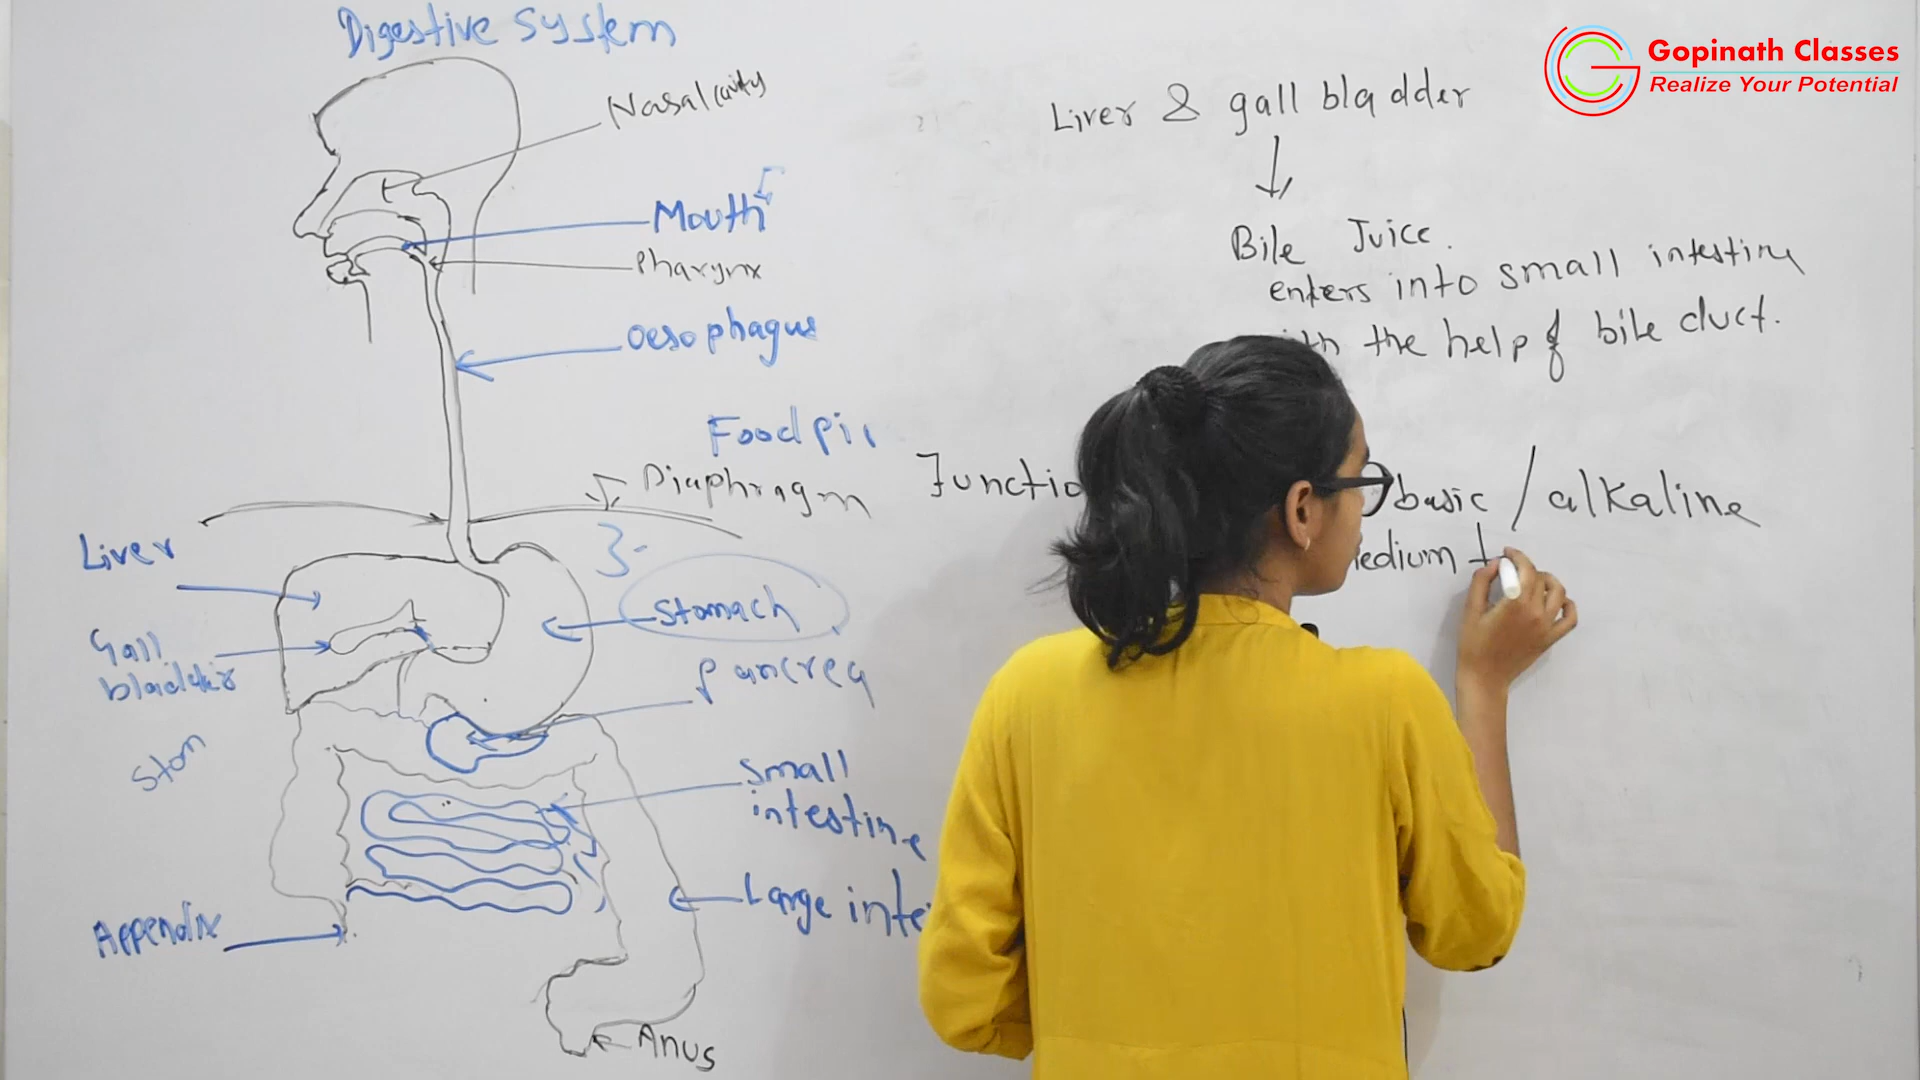 Digestive System
Nasal cavity
Mouth
Pharynx
Oesophagus
Food pi
Diaphragm
Liver
Stomach
Gall
bladder
Pancrea
Stom
Small
intestine
Large inte
Appendix
Anus
Gopinath Classes
Realize Your Potential
Liver & gall bladder
Bile Juice.
enters into small intestine
the help of bile duct.
Functio
basic / alkaline
edium t